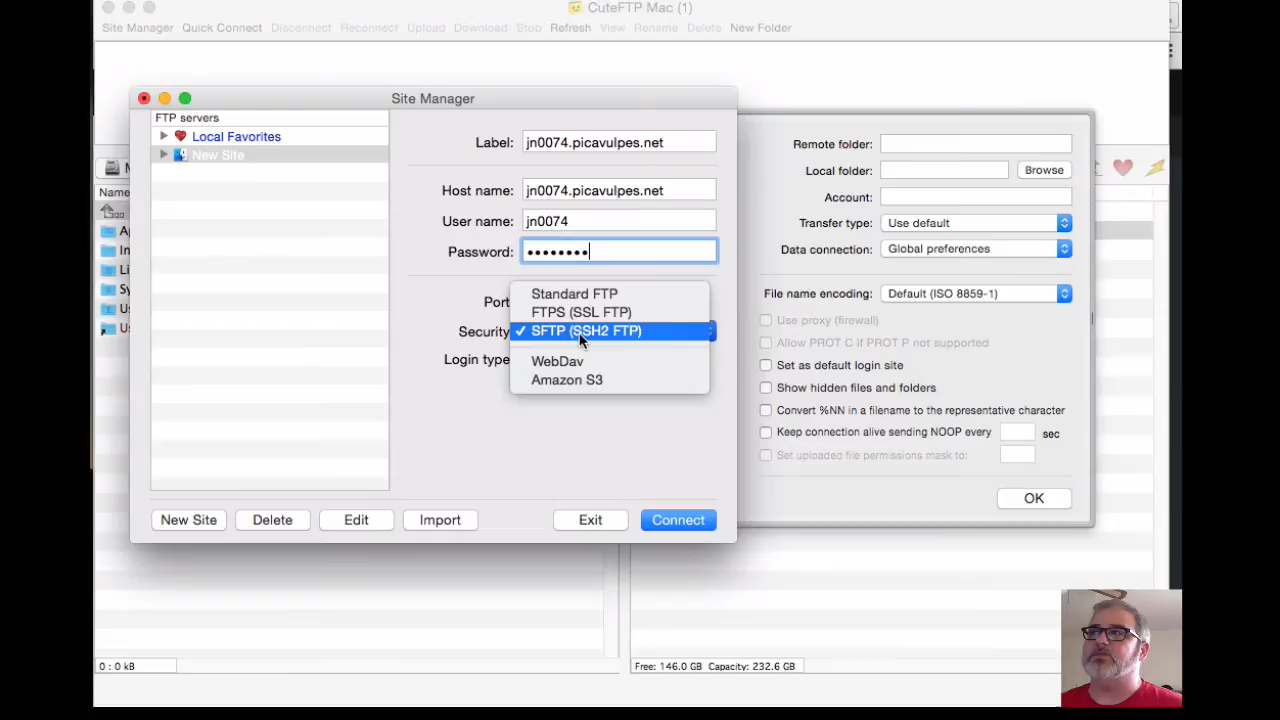 CuteFTP Mac (1)
Site Manager Quick Connect Disconnect Reconnect Upload Download Stop Refresh View Rename Delete New Folder
Site Manager
FTP servers
Local Favorites
New Site
Label: jn0074.picavulpes.net
Host name: jn0074.picavulpes.net
User name: jn0074
Password: ••••••••
Port
Security
Login type
Standard FTP
FTPS (SSL FTP)
✓ SFTP (SSH2 FTP)
WebDav
Amazon S3
New Site Delete Edit Import Exit Connect
Remote folder:
Local folder: Browse
Account:
Transfer type: Use default
Data connection: Global preferences
File name encoding: Default (ISO 8859-1)
Use proxy (firewall)
Allow PROT C if PROT P not supported
Set as default login site
Show hidden files and folders
Convert %NN in a filename to the representative character
Keep connection alive sending NOOP every sec
Set uploaded file permissions mask to:
OK
Name
0 : 0 kB
Free: 146.0 GB Capacity: 232.6 GB